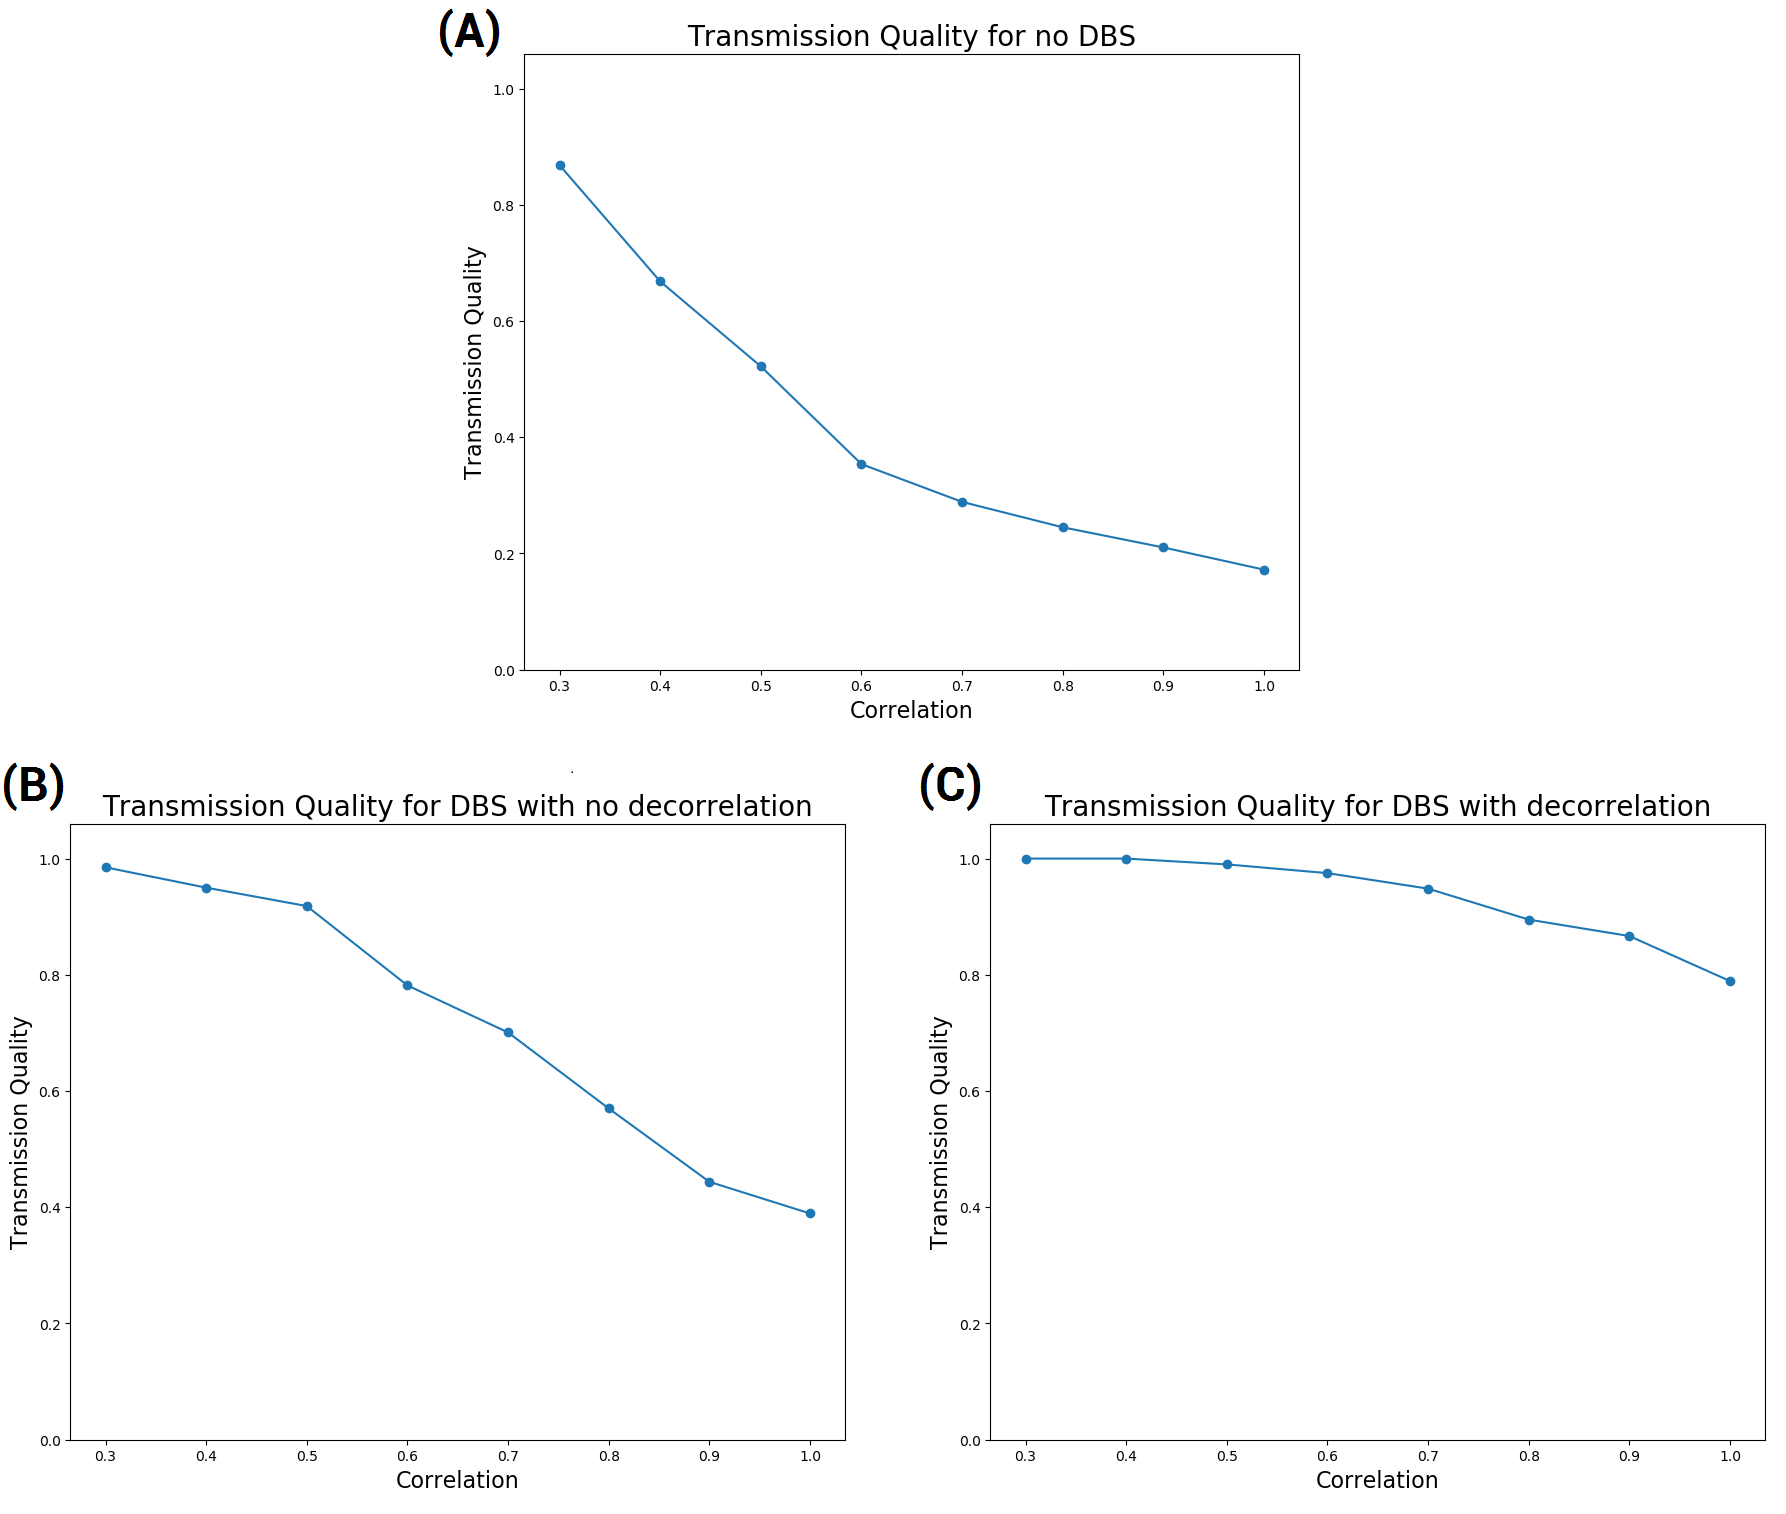 (A)
Transmission Quality for no DBS
1.0
0.8
0.6
0.4
0.2
0.0
Transmission Quality
0.3 0.4 0.5 0.6 0.7 0.8 0.9 1.0
Correlation
(B)
Transmission Quality for DBS with no decorrelation
1.0
0.8
0.6
0.4
0.2
0.0
Transmission Quality
0.3 0.4 0.5 0.6 0.7 0.8 0.9 1.0
Correlation
(C)
Transmission Quality for DBS with decorrelation
1.0
0.8
0.6
0.4
0.2
0.0
Transmission Quality
0.3 0.4 0.5 0.6 0.7 0.8 0.9 1.0
Correlation